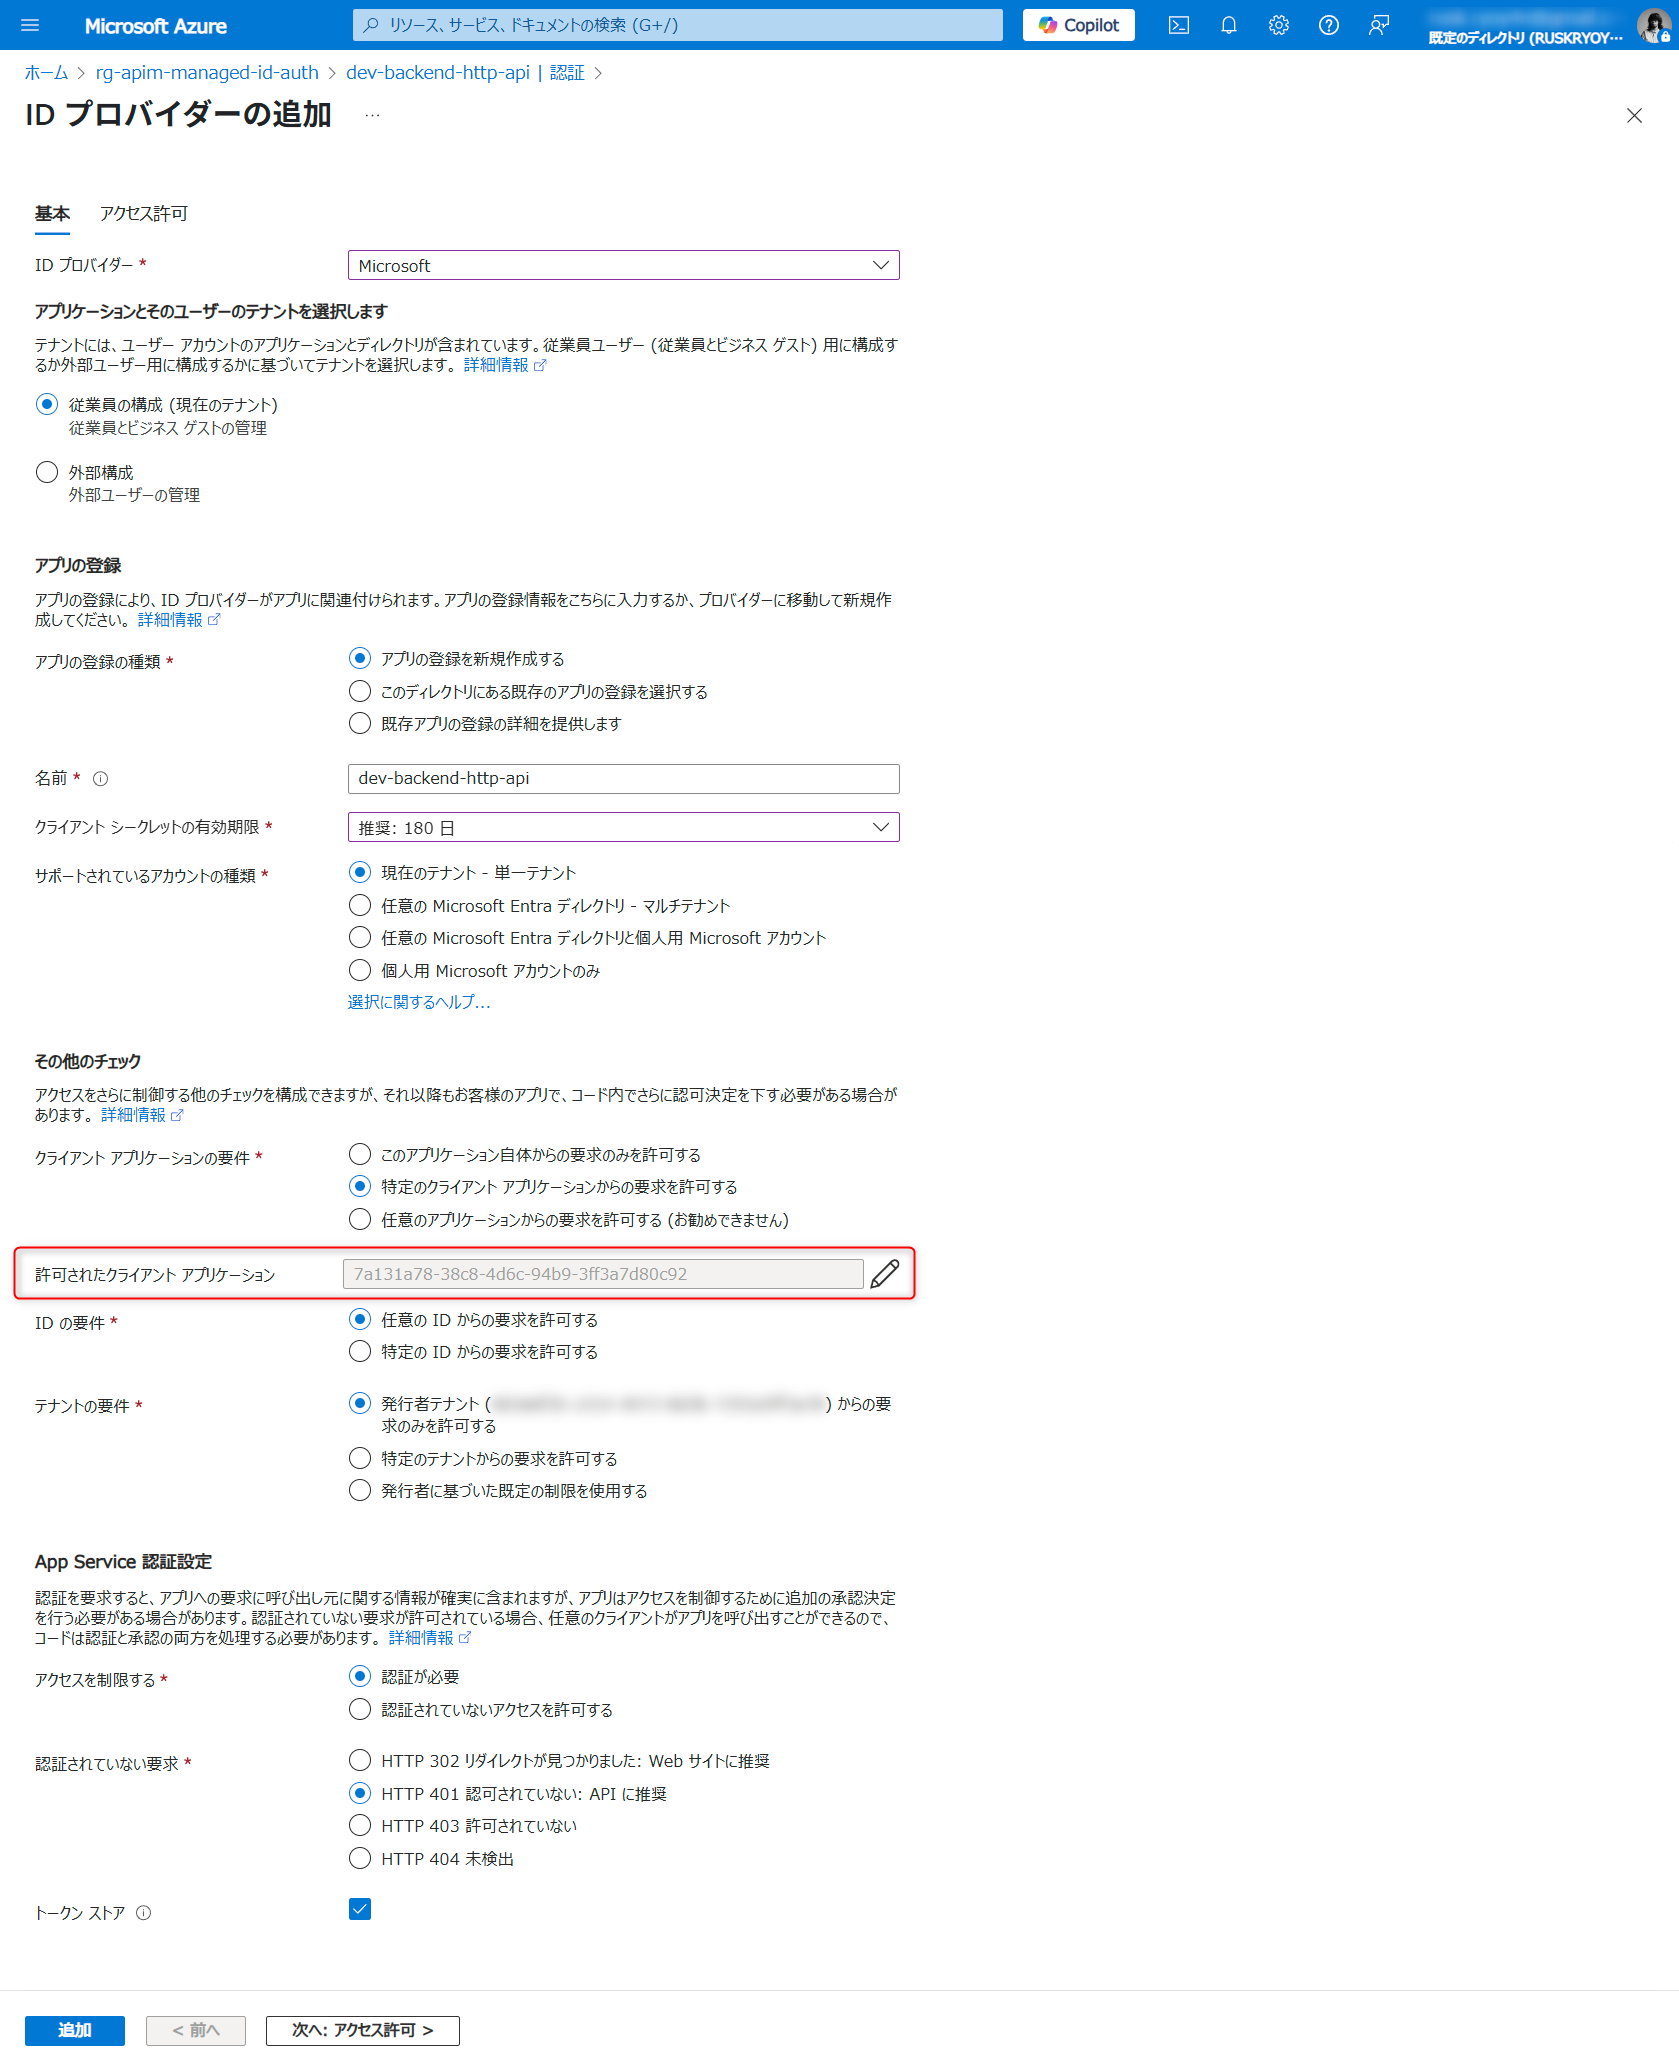 Microsoft Azure
リソース、サービス、ドキュメントの検索 (G+/)
Copilot
既定のディレクトリ (RUSKRYOY...
ホーム > rg-apim-managed-id-auth > dev-backend-http-api | 認証 >
ID プロバイダーの追加 ...
基本 アクセス許可
ID プロバイダー * Microsoft
アプリケーションとそのユーザーのテナントを選択します
テナントには、ユーザー アカウントのアプリケーションとディレクトリが含まれています。従業員ユーザー (従業員とビジネス ゲスト) 用に構成す
るか外部ユーザー用に構成するかに基づいてテナントを選択します。 詳細情報
従業員の構成 (現在のテナント)
従業員とビジネス ゲストの管理
外部構成
外部ユーザーの管理
アプリの登録
アプリの登録により、ID プロバイダーがアプリに関連付けられます。アプリの登録情報をこちらに入力するか、プロバイダーに移動して新規作
成してください。 詳細情報
アプリの登録の種類 * アプリの登録を新規作成する
このディレクトリにある既存のアプリの登録を選択する
既存アプリの登録の詳細を提供します
名前 * dev-backend-http-api
クライアント シークレットの有効期限 * 推奨: 180 日
サポートされているアカウントの種類 * 現在のテナント - 単一テナント
任意の Microsoft Entra ディレクトリ - マルチテナント
任意の Microsoft Entra ディレクトリと個人用 Microsoft アカウント
個人用 Microsoft アカウントのみ
選択に関するヘルプ...
その他のチェック
アクセスをさらに制御する他のチェックを構成できますが、それ以降もお客様のアプリで、コード内でさらに認可決定を下す必要がある場合が
あります。 詳細情報
クライアント アプリケーションの要件 * このアプリケーション自体からの要求のみを許可する
特定のクライアント アプリケーションからの要求を許可する
任意のアプリケーションからの要求を許可する (お勧めできません)
許可されたクライアント アプリケーション 7a131a78-38c8-4d6c-94b9-3ff3a7d80c92
ID の要件 * 任意の ID からの要求を許可する
特定の ID からの要求を許可する
テナントの要件 * 発行者テナント ( ) からの要
求のみを許可する
特定のテナントからの要求を許可する
発行者に基づいた既定の制限を使用する
App Service 認証設定
認証を要求すると、アプリへの要求に呼び出し元に関する情報が確実に含まれますが、アプリはアクセスを制御するために追加の承認決定
を行う必要がある場合があります。認証されていない要求が許可されている場合、任意のクライアントがアプリを呼び出すことができるので、
コードは認証と承認の両方を処理する必要があります。 詳細情報
アクセスを制限する * 認証が必要
認証されていないアクセスを許可する
認証されていない要求 * HTTP 302 リダイレクトが見つかりました: Web サイトに推奨
HTTP 401 認可されていない: API に推奨
HTTP 403 許可されていない
HTTP 404 未検出
トークン ストア
追加 < 前へ 次へ: アクセス許可 >